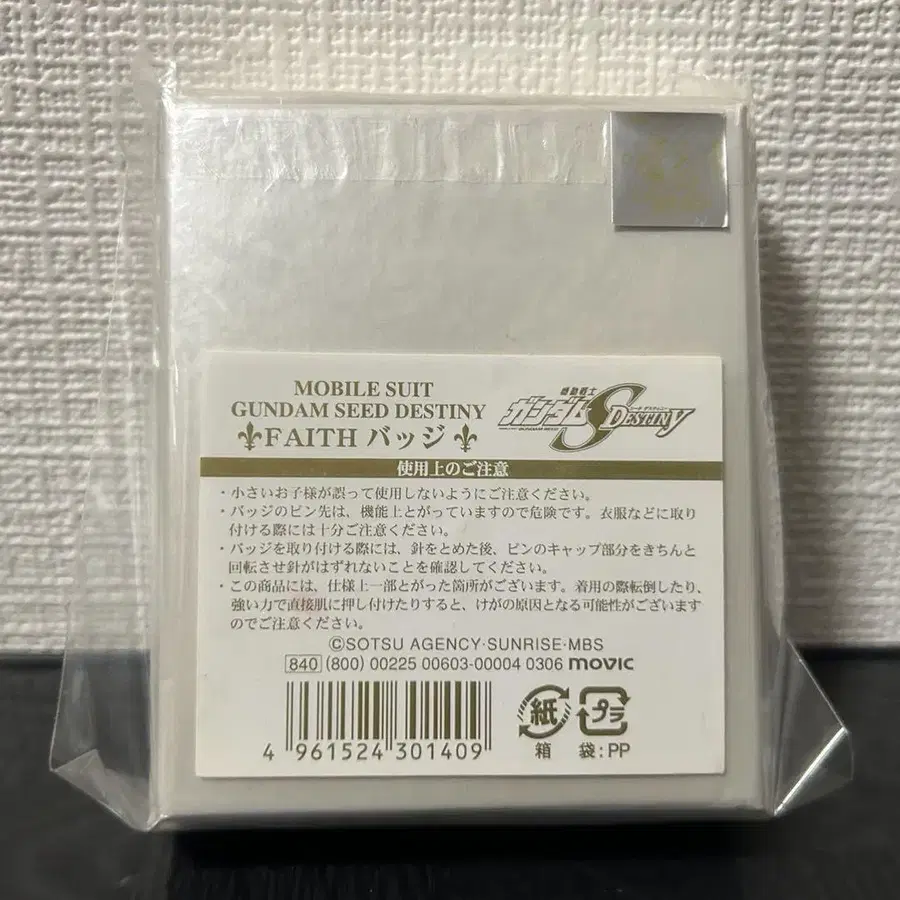 MOBILE SUIT
GUNDAM SEED DESTINY
FAITH バッジ
機動戦士
ガンダムSEED DESTINY
使用上のご注意
・小さいお子様が誤って使用しないようにご注意ください。
・バッジのピン先は、機能上とがっていますので危険です。衣服などに取り
付ける際には十分ご注意ください。
・バッジを取り付ける際には、針をとめた後、ピンのキャップ部分をきちんと
回転させ針がはずれないことを確認してください。
・この商品には、仕様上一部とがった箇所がございます。着用の際転倒したり、
強い力で直接肌に押し付けたりすると、けがの原因となる可能性がございます
のでご注意ください。
©SOTSU AGENCY・SUNRISE・MBS
840 (800) 00225 00603-00004 0306 movic
4 961524 301409
紙 プラ
箱 袋:PP